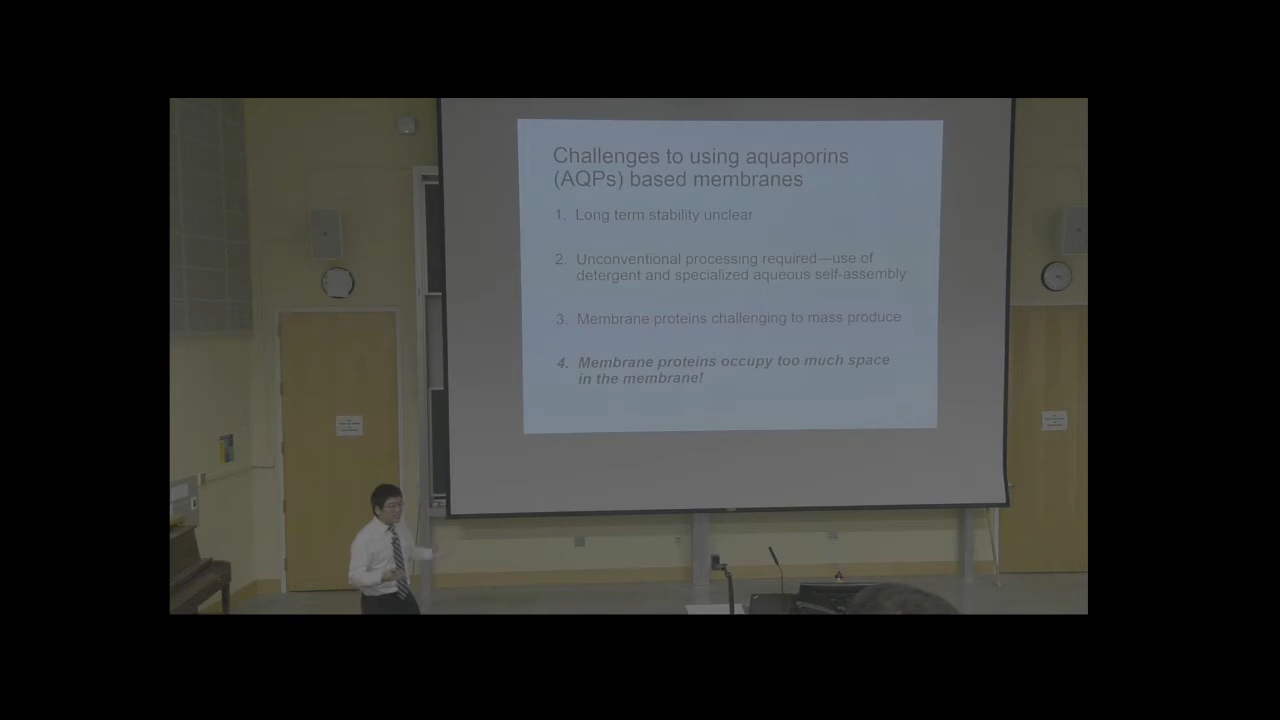 Challenges to using aquaporins
(AQPs) based membranes
1. Long term stability unclear
2. Unconventional processing required—use of
detergent and specialized aqueous self-assembly
3. Membrane proteins challenging to mass produce
4. Membrane proteins occupy too much space
in the membrane!